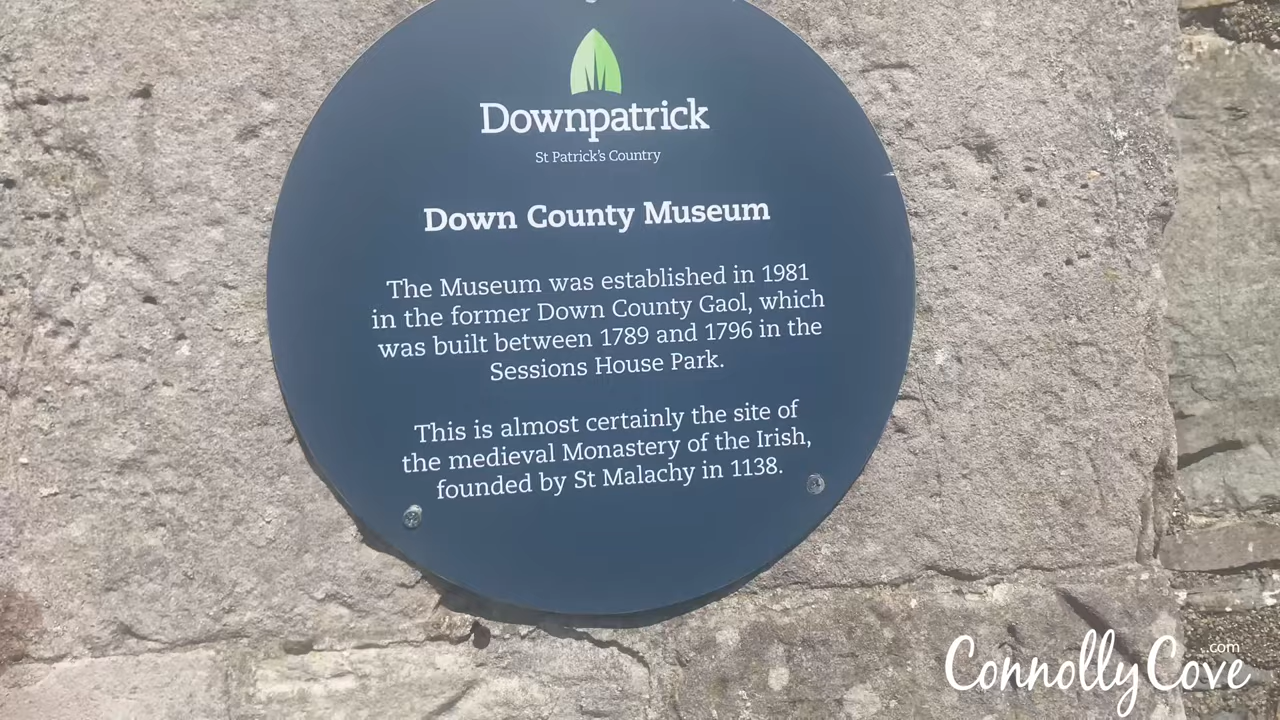 Downpatrick
St Patrick's Country
Down County Museum
The Museum was established in 1981
in the former Down County Gaol, which
was built between 1789 and 1796 in the
Sessions House Park.
This is almost certainly the site of
the medieval Monastery of the Irish,
founded by St Malachy in 1138.
ConnollyCove.com